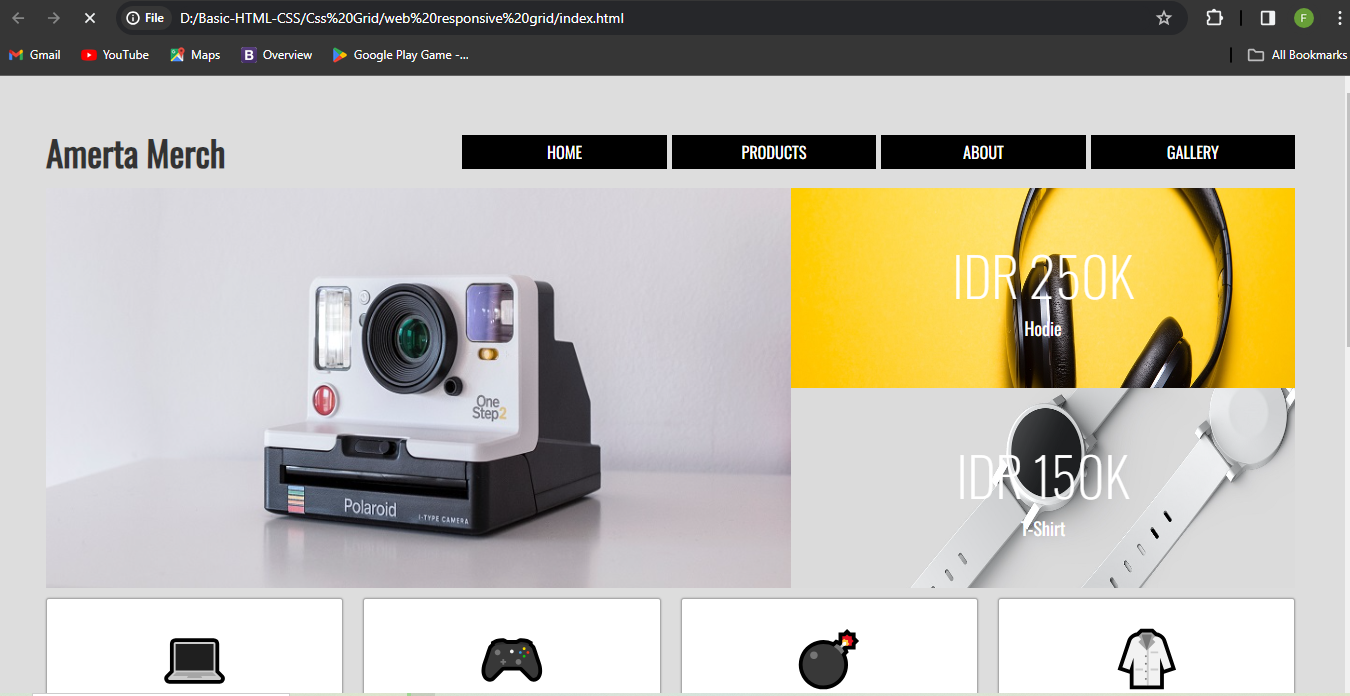 File D:/Basic-HTML-CSS/Css%20Grid/web%20responsive%20grid/index.html F
Gmail YouTube Maps B Overview Google Play Game -... All Bookmarks
Amerta Merch HOME PRODUCTS ABOUT GALLERY
IDR 250K
Hodie
One
Step2
Polaroid
I-TYPE CAMERA
IDR 150K
T-Shirt